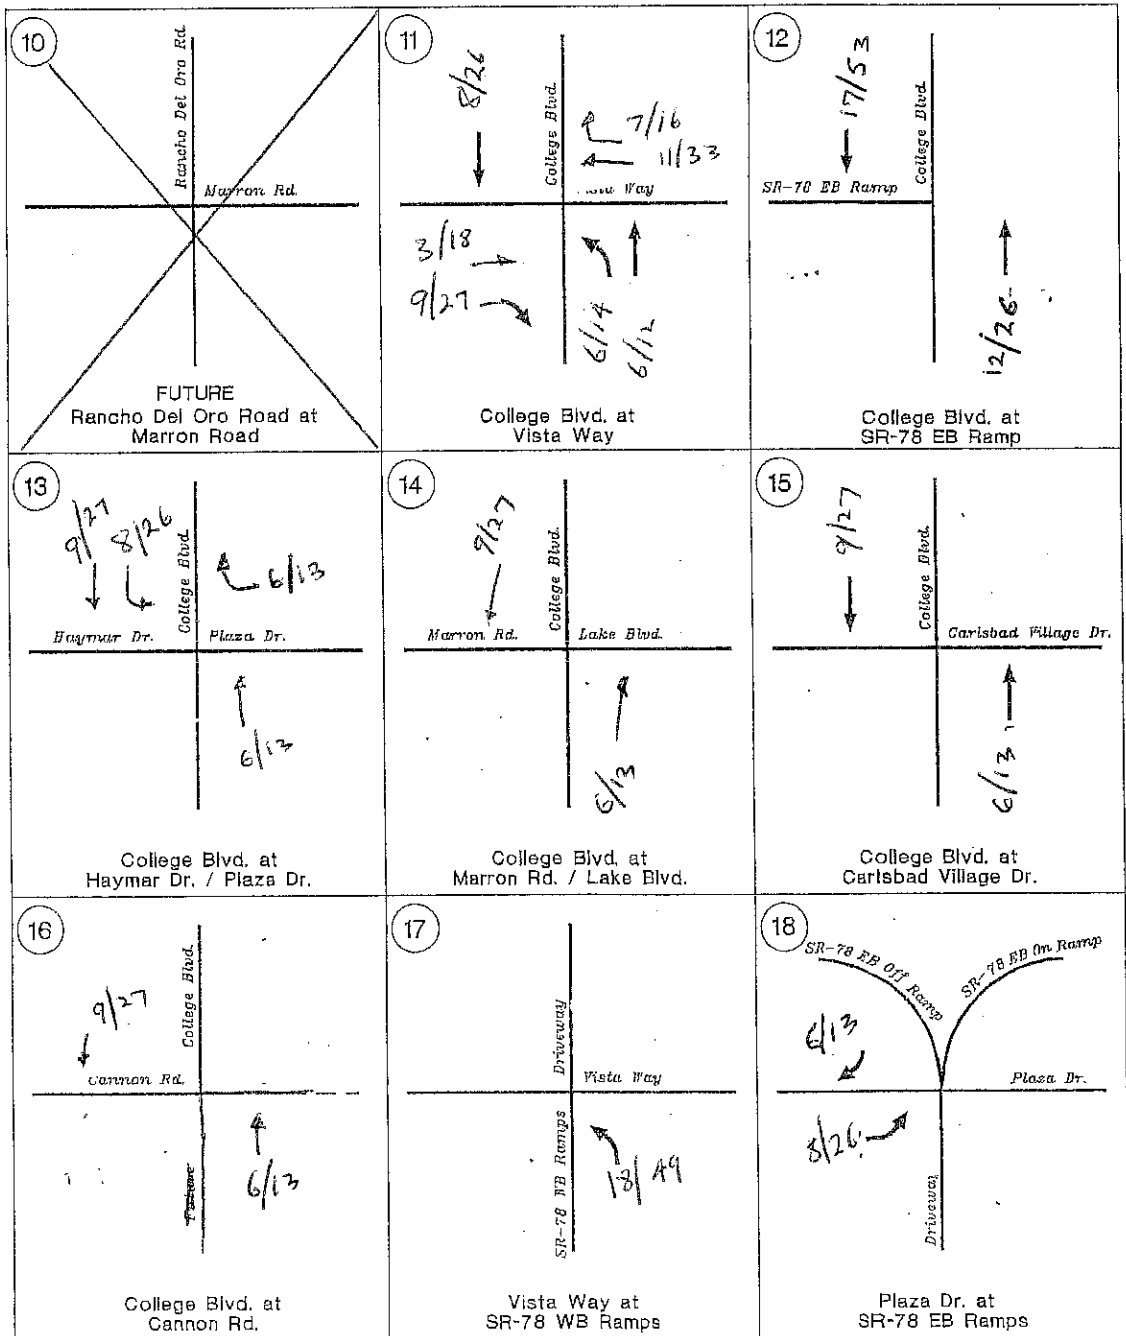 10
Rancho Del Oro Rd.
Marron Rd.
FUTURE
Rancho Del Oro Road at
Marron Road
11
8/26
College Blvd.
7/16
11/33
Way
3/18
9/27
6/14
6/12
College Blvd. at
Vista Way
12
17/53
College Blvd.
SR-78 EB Ramp
12/26
College Blvd. at
SR-78 EB Ramp
13
9/27
8/26
College Blvd.
6/13
Haymar Dr.
Plaza Dr.
6/13
College Blvd. at
Haymar Dr. / Plaza Dr.
14
9/27
College Blvd.
Marron Rd.
Lake Blvd.
6/13
College Blvd. at
Marron Rd. / Lake Blvd.
15
9/27
College Blvd.
Carlsbad Village Dr.
6/13
College Blvd. at
Carlsbad Village Dr.
16
College Blvd.
9/27
Cannon Rd.
Future
6/13
College Blvd. at
Cannon Rd.
17
Driveway
Vista Way
SR-78 WB Ramps
18/49
Vista Way at
SR-78 WB Ramps
18
SR-78 EB Off Ramp
SR-78 EB On Ramp
6/13
Plaza Dr.
8/26
Driveway
Plaza Dr. at
SR-78 EB Ramps